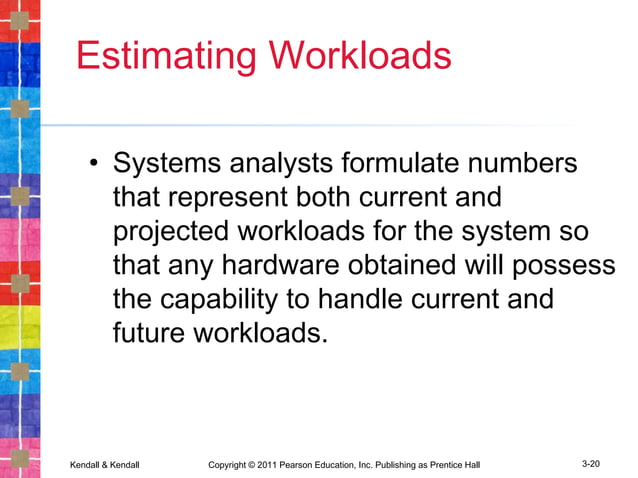 Estimating Workloads
• Systems analysts formulate numbers
that represent both current and
projected workloads for the system so
that any hardware obtained will possess
the capability to handle current and
future workloads.
Kendall & Kendall
Copyright © 2011 Pearson Education, Inc. Publishing as Prentice Hall
3-20